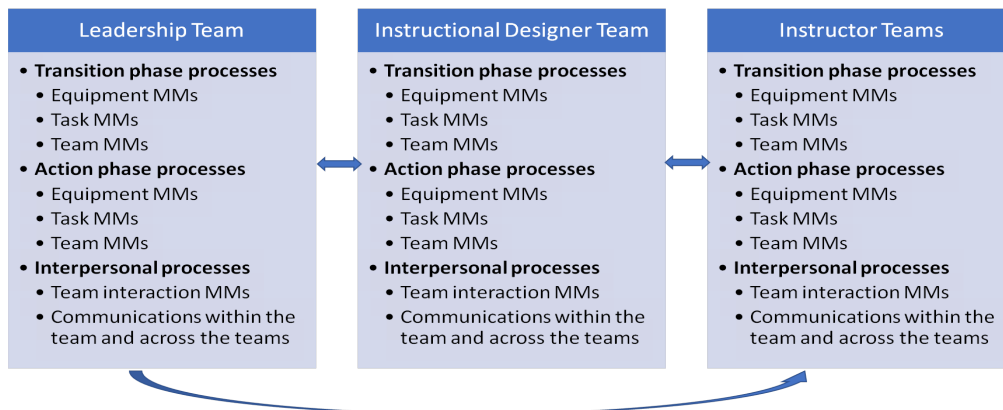 Leadership Team
• Transition phase processes
• Equipment MMs
• Task MMs
• Team MMs
• Action phase processes
• Equipment MMs
• Task MMs
• Team MMs
• Interpersonal processes
• Team interaction MMs
• Communications within the
team and across the teams
Instructional Designer Team
• Transition phase processes
• Equipment MMs
• Task MMs
• Team MMs
• Action phase processes
• Equipment MMs
• Task MMs
• Team MMs
• Interpersonal processes
• Team interaction MMs
• Communications within the
team and across the teams
Instructor Teams
• Transition phase processes
• Equipment MMs
• Task MMs
• Team MMs
• Action phase processes
• Equipment MMs
• Task MMs
• Team MMs
• Interpersonal processes
• Team interaction MMs
• Communications within the
team and across the teams